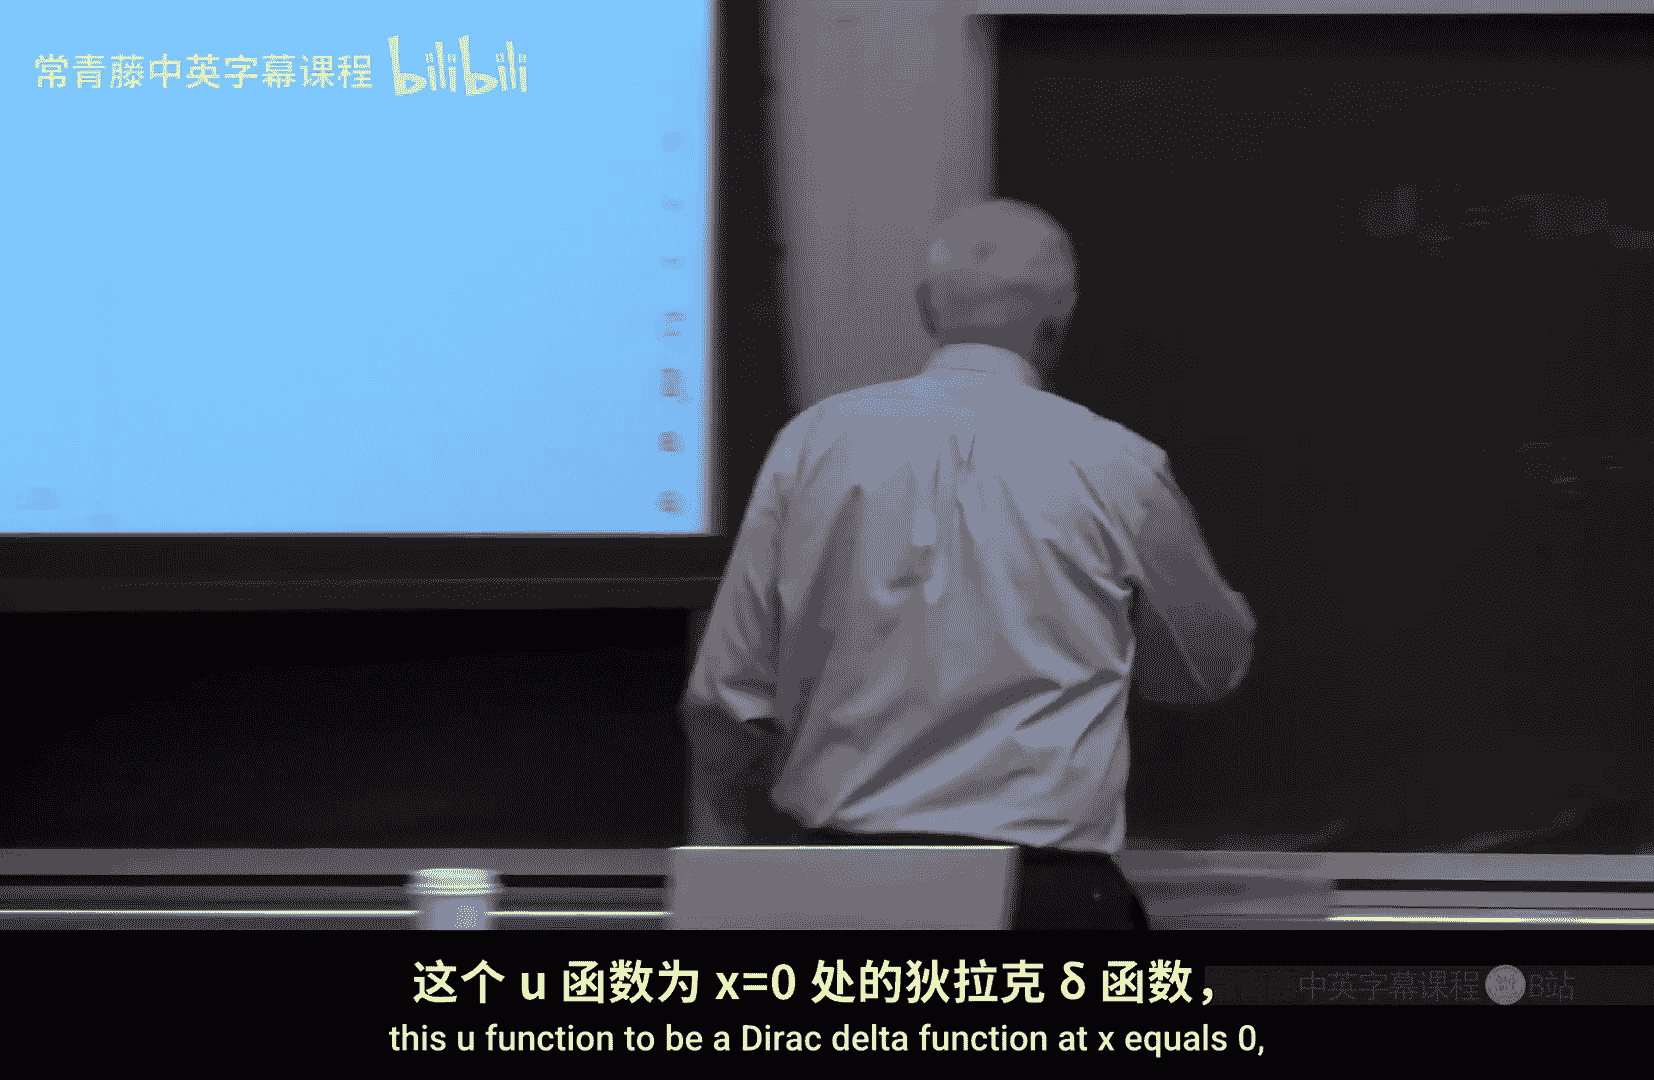 常青藤中英字幕课程 bilibili
这个 u 函数为 x=0 处的狄拉克 δ 函数，
中英字幕课程 B站
this u function to be a Dirac delta function at x equals 0,